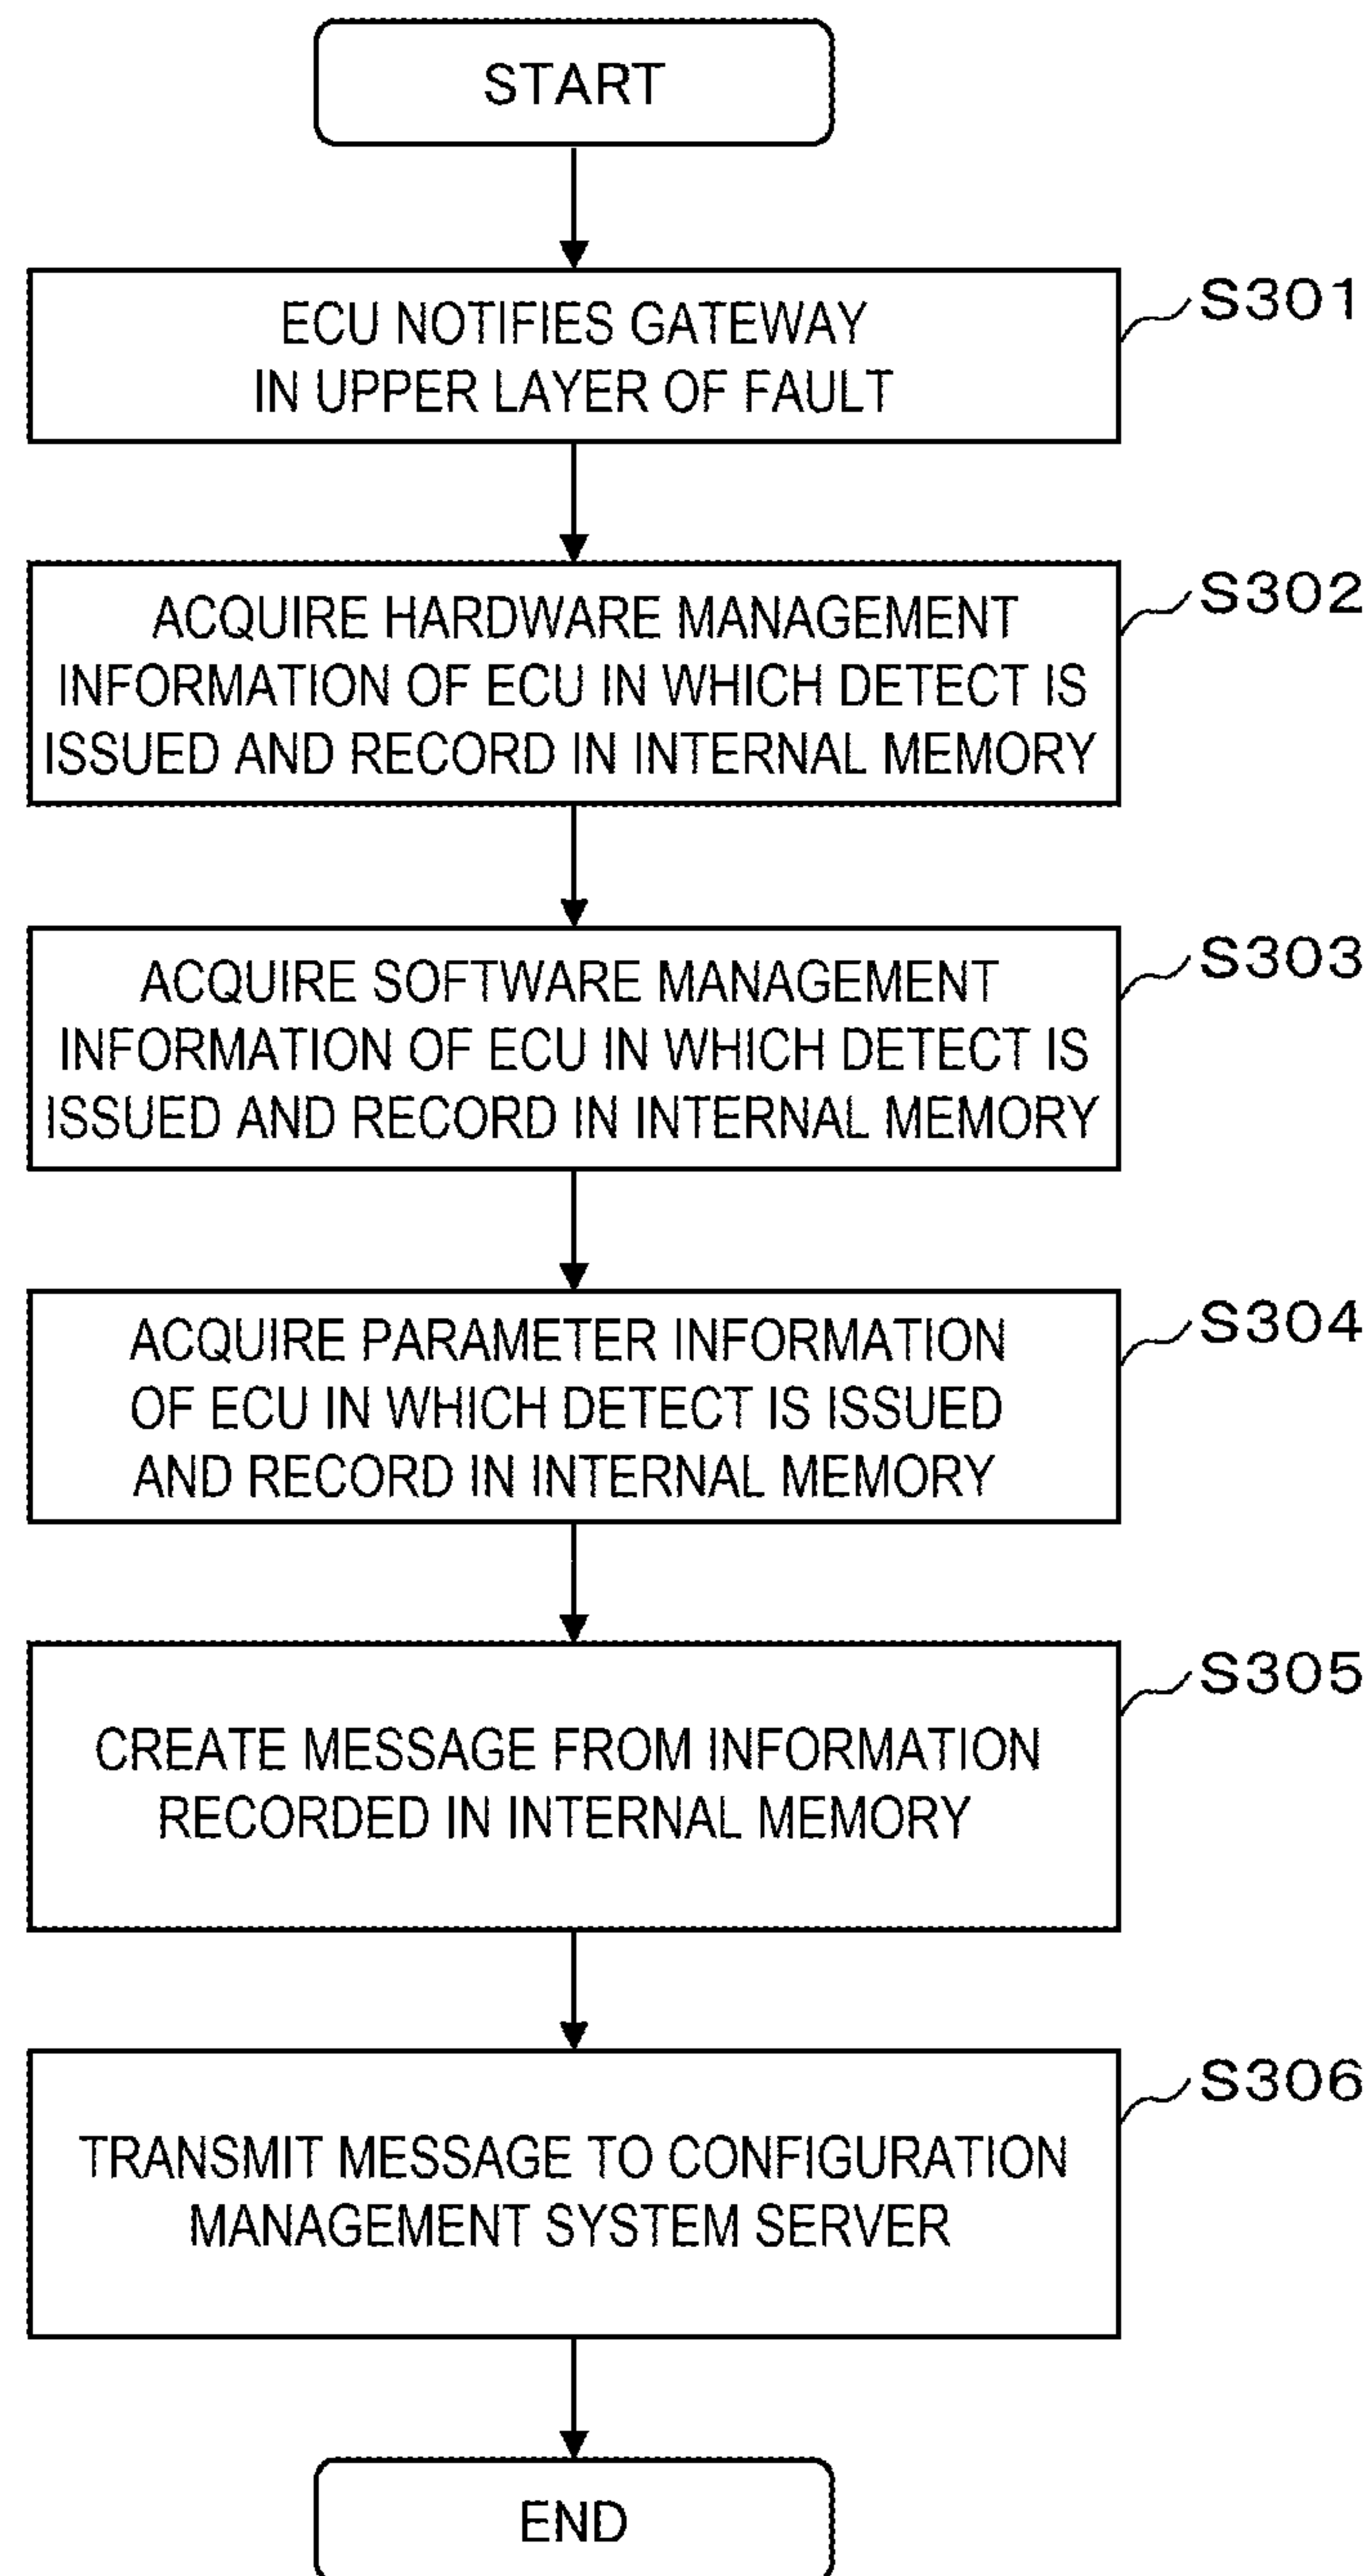 START
ECU NOTIFIES GATEWAY
IN UPPER LAYER OF FAULT
S301
ACQUIRE HARDWARE MANAGEMENT
INFORMATION OF ECU IN WHICH DETECT IS
ISSUED AND RECORD IN INTERNAL MEMORY
S302
ACQUIRE SOFTWARE MANAGEMENT
INFORMATION OF ECU IN WHICH DETECT IS
ISSUED AND RECORD IN INTERNAL MEMORY
S303
ACQUIRE PARAMETER INFORMATION
OF ECU IN WHICH DETECT IS ISSUED
AND RECORD IN INTERNAL MEMORY
S304
CREATE MESSAGE FROM INFORMATION
RECORDED IN INTERNAL MEMORY
S305
TRANSMIT MESSAGE TO CONFIGURATION
MANAGEMENT SYSTEM SERVER
S306
END